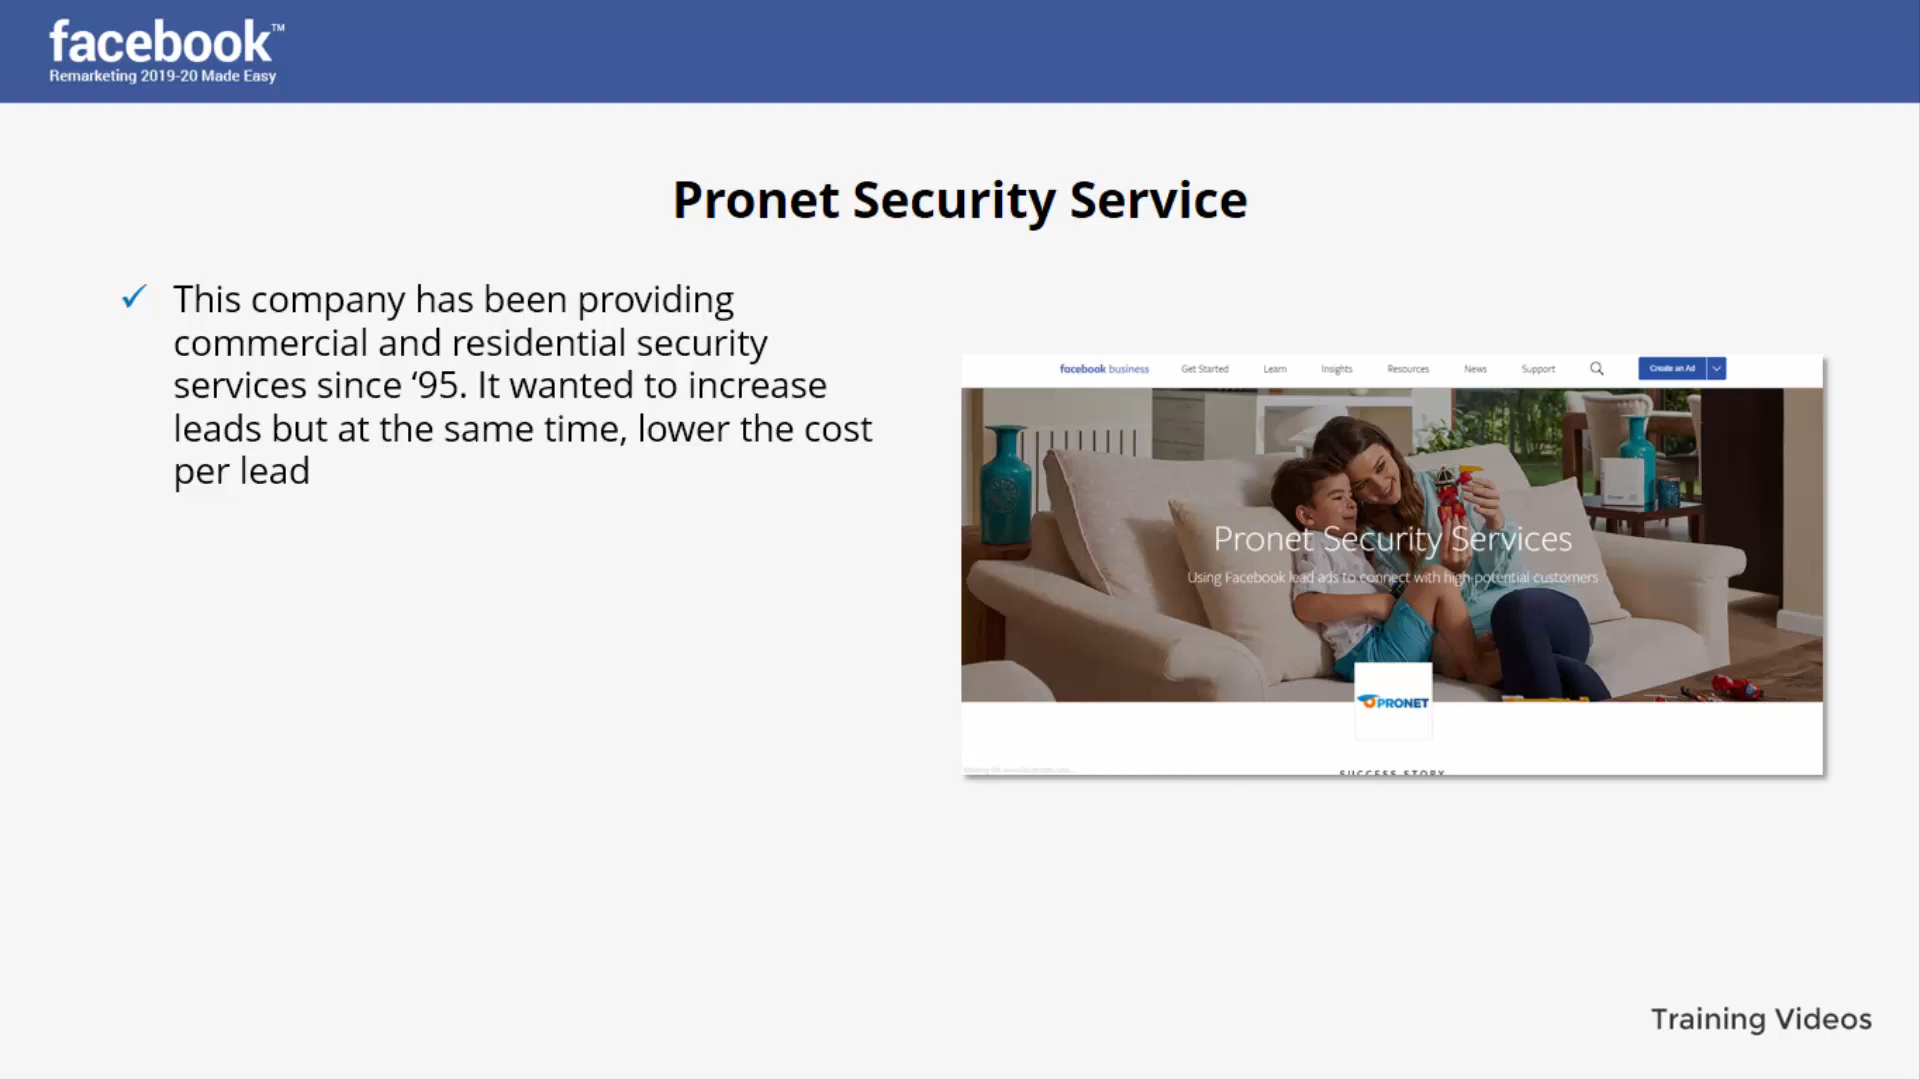 facebook™
Remarketing 2019-20 Made Easy
Pronet Security Service
✓ This company has been providing
commercial and residential security
services since ‘95. It wanted to increase
leads but at the same time, lower the cost
per lead
facebook business Get Started Learn Insights Resources News Support Create an Ad
Pronet Security Services
Using Facebook lead ads to connect with high-potential customers
PRONET
SUCCESS STORY
Training Videos